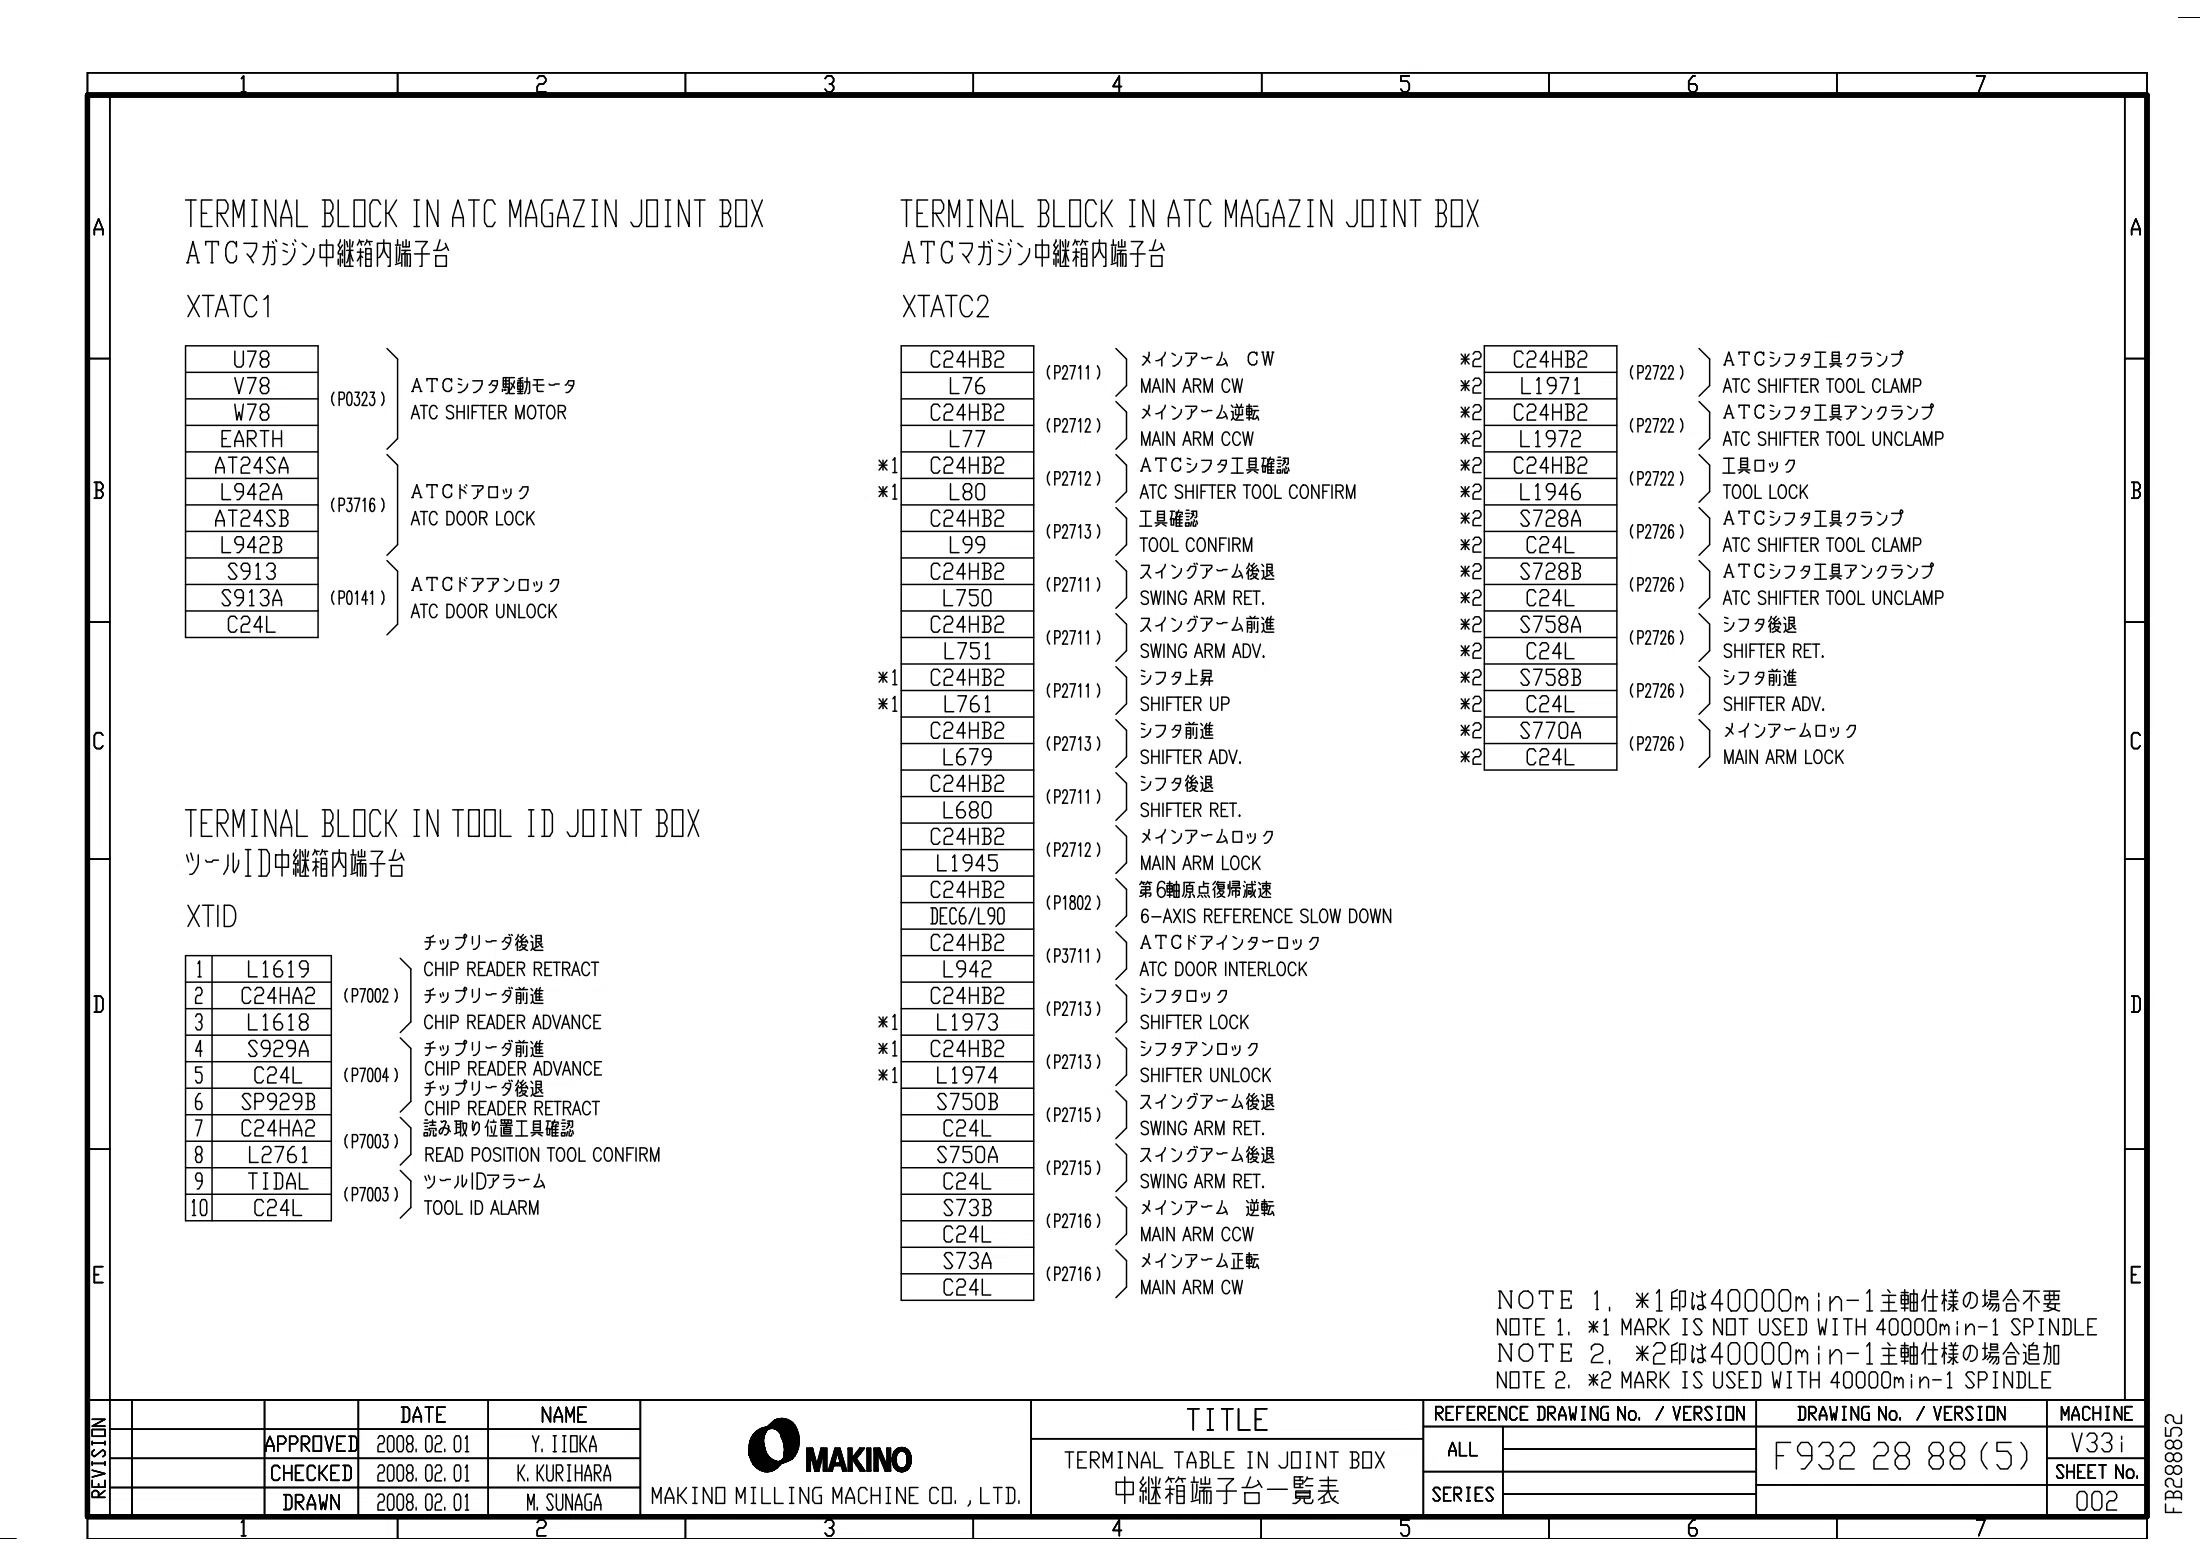 1 2 3 4 5 6 7
A
B
C
D
E
A
B
C
D
E
TERMINAL BLOCK IN ATC MAGAZIN JOINT BOX
ATCマガジン中継箱内端子台
XTATC1
U78
V78
W78
EARTH
(P0323)
ATCシフタ駆動モータ
ATC SHIFTER MOTOR
AT24SA
L942A
AT24SB
L942B
(P3716)
ATCドアロック
ATC DOOR LOCK
S913
S913A
C24L
(P0141)
ATCドアアンロック
ATC DOOR UNLOCK
TERMINAL BLOCK IN TOOL ID JOINT BOX
ツールID中継箱内端子台
XTID
チップリーダ後退
1 L1619 CHIP READER RETRACT
2 C24HA2 (P7002) チップリーダ前進
3 L1618 CHIP READER ADVANCE
4 S929A チップリーダ前進
CHIP READER ADVANCE
5 C24L (P7004)
チップリーダ後退
6 SP929B CHIP READER RETRACT
7 C24HA2 (P7003) 読み取り位置工具確認
8 L2761 READ POSITION TOOL CONFIRM
9 TIDAL (P7003) ツールIDアラーム
10 C24L TOOL ID ALARM
TERMINAL BLOCK IN ATC MAGAZIN JOINT BOX
ATCマガジン中継箱内端子台
XTATC2
C24HB2 (P2711) メインアーム CW
L76 MAIN ARM CW
C24HB2 (P2712) メインアーム逆転
L77 MAIN ARM CCW
*1 C24HB2 (P2712) ATCシフタ工具確認
*1 L80 ATC SHIFTER TOOL CONFIRM
C24HB2 (P2713) 工具確認
L99 TOOL CONFIRM
C24HB2 (P2711) スイングアーム後退
L750 SWING ARM RET.
C24HB2 (P2711) スイングアーム前進
L751 SWING ARM ADV.
*1 C24HB2 (P2711) シフタ上昇
*1 L761 SHIFTER UP
C24HB2 (P2713) シフタ前進
L679 SHIFTER ADV.
C24HB2 (P2711) シフタ後退
L680 SHIFTER RET.
C24HB2 (P2712) メインアームロック
L1945 MAIN ARM LOCK
C24HB2 (P1802) 第6軸原点復帰減速
DEC6/L90 6-AXIS REFERENCE SLOW DOWN
C24HB2 (P3711) ATCドアインターロック
L942 ATC DOOR INTERLOCK
C24HB2 (P2713) シフタロック
*1 L1973 SHIFTER LOCK
*1 C24HB2 (P2713) シフタアンロック
*1 L1974 SHIFTER UNLOCK
S750B (P2715) スイングアーム後退
C24L SWING ARM RET.
S750A (P2715) スイングアーム後退
C24L SWING ARM RET.
S73B (P2716) メインアーム 逆転
C24L MAIN ARM CCW
S73A (P2716) メインアーム正転
C24L MAIN ARM CW
*2 C24HB2 (P2722) ATCシフタ工具クランプ
*2 L1971 ATC SHIFTER TOOL CLAMP
*2 C24HB2 (P2722) ATCシフタ工具アンクランプ
*2 L1972 ATC SHIFTER TOOL UNCLAMP
*2 C24HB2 (P2722) 工具ロック
*2 L1946 TOOL LOCK
*2 S728A (P2726) ATCシフタ工具クランプ
*2 C24L ATC SHIFTER TOOL CLAMP
*2 S728B (P2726) ATCシフタ工具アンクランプ
*2 C24L ATC SHIFTER TOOL UNCLAMP
*2 S758A (P2726) シフタ後退
*2 C24L SHIFTER RET.
*2 S758B (P2726) シフタ前進
*2 C24L SHIFTER ADV.
*2 S770A (P2726) メインアームロック
*2 C24L MAIN ARM LOCK
NOTE 1. *1印は40000min-1主軸仕様の場合不要
NOTE 1. *1 MARK IS NOT USED WITH 40000min-1 SPINDLE
NOTE 2. *2印は40000min-1主軸仕様の場合追加
NOTE 2. *2 MARK IS USED WITH 40000min-1 SPINDLE
REVISION
DATE NAME
APPROVED 2008.02.01 Y. IIOKA
CHECKED 2008.02.01 K. KURIHARA
DRAWN 2008.02.01 M. SUNAGA
MAKINO
MAKINO MILLING MACHINE CO.,LTD.
TITLE
TERMINAL TABLE IN JOINT BOX
中継箱端子台一覧表
REFERENCE DRAWING No. / VERSION
ALL
SERIES
DRAWING No. / VERSION
F932 28 88(5)
MACHINE
V33i
SHEET No.
002
FB288852
1 2 3 4 5 6 7